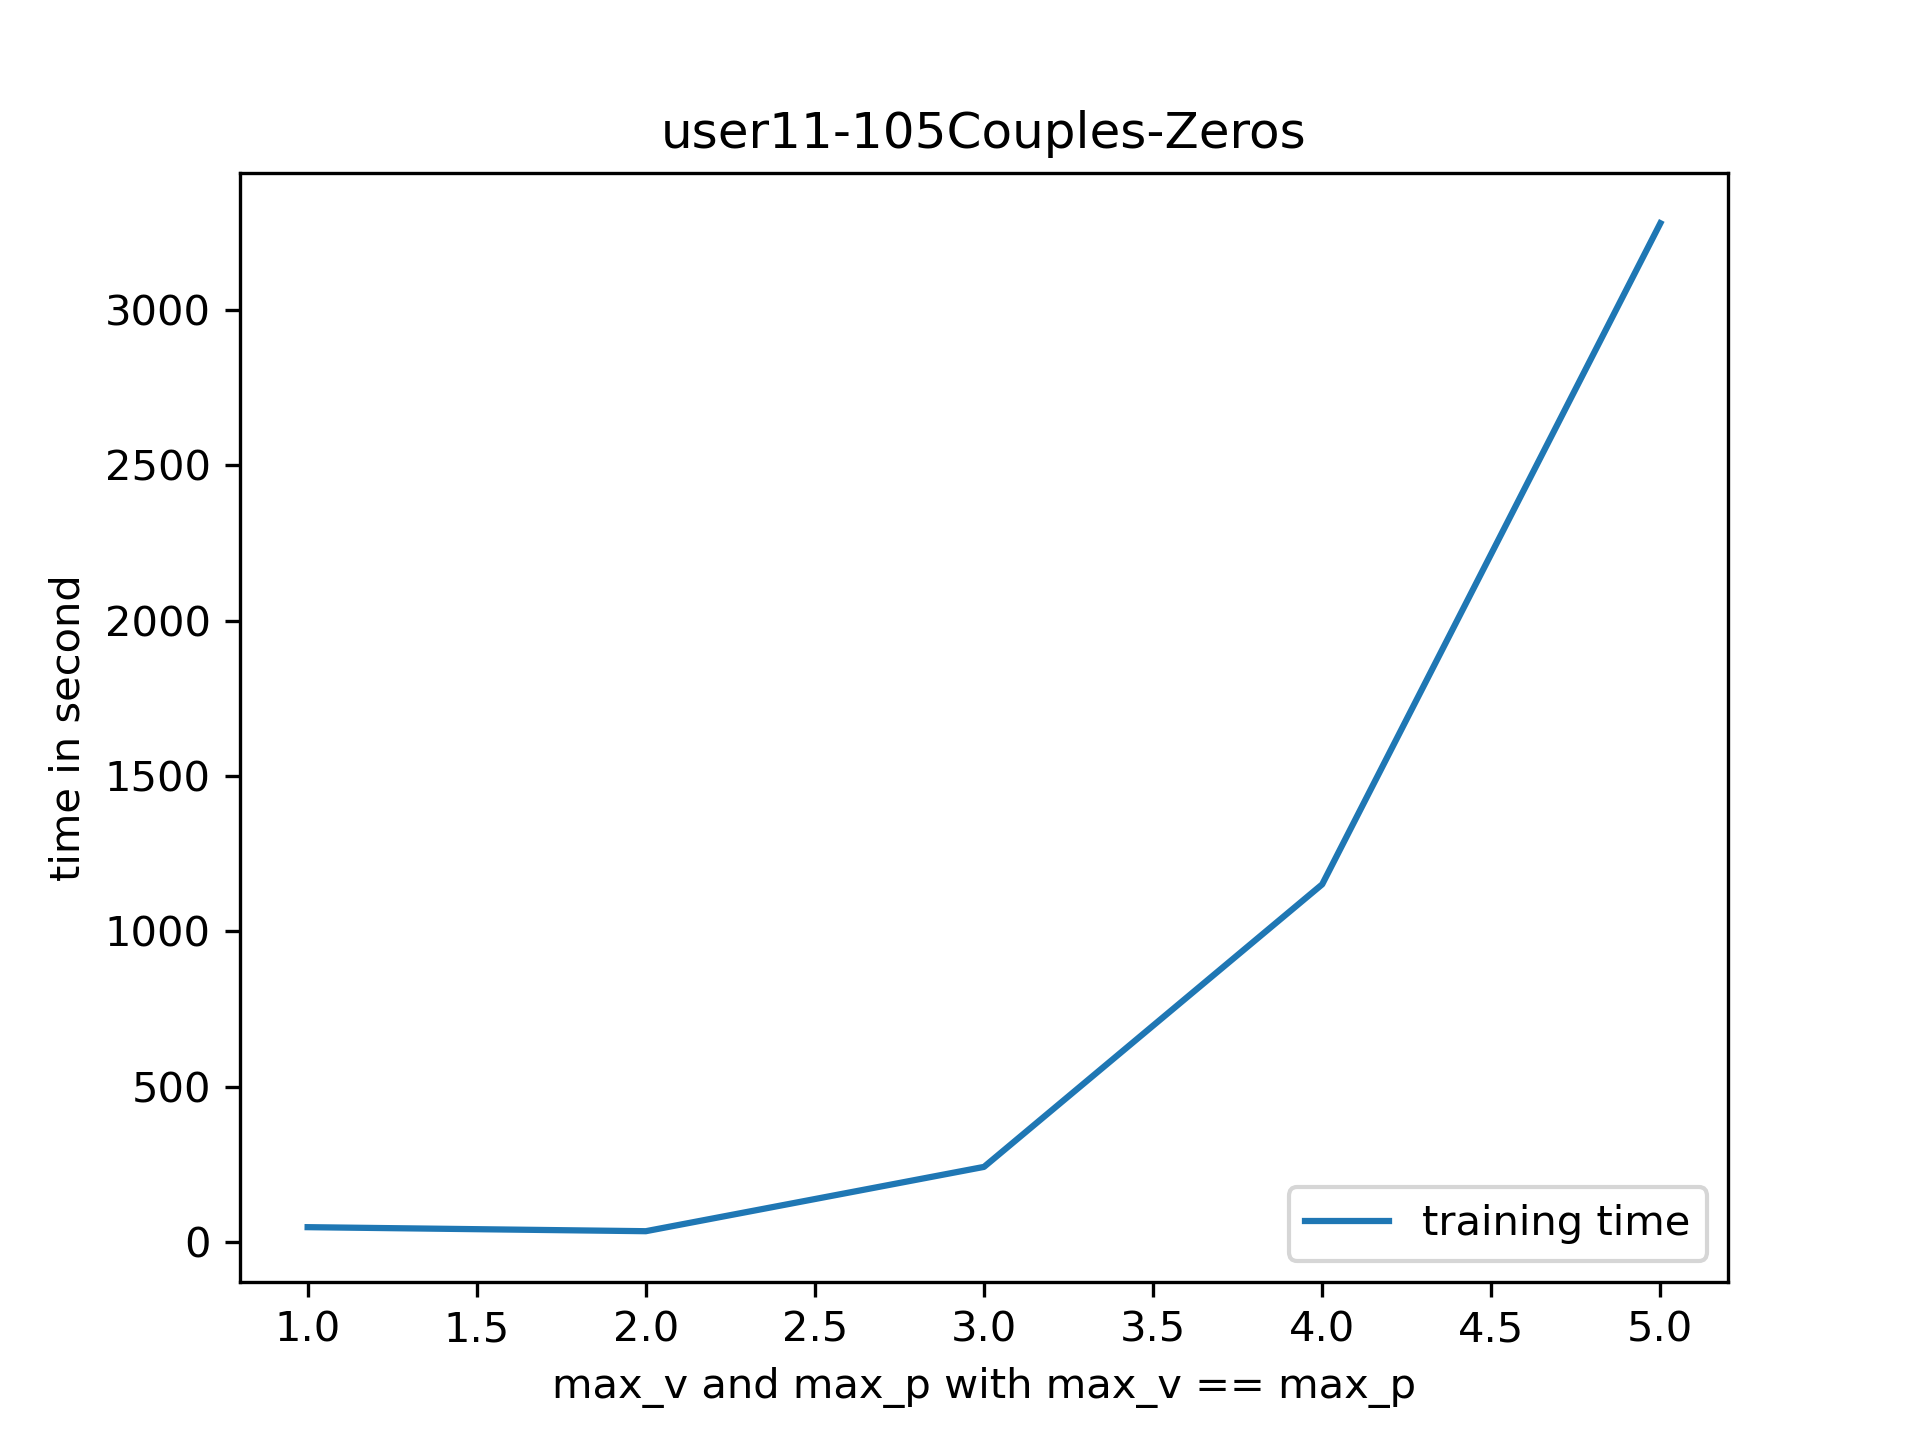 user11-105Couples-Zeros
time in second
3000
2500
2000
1500
1000
500
0
training time
1.0 1.5 2.0 2.5 3.0 3.5 4.0 4.5 5.0
max_v and max_p with max_v == max_p